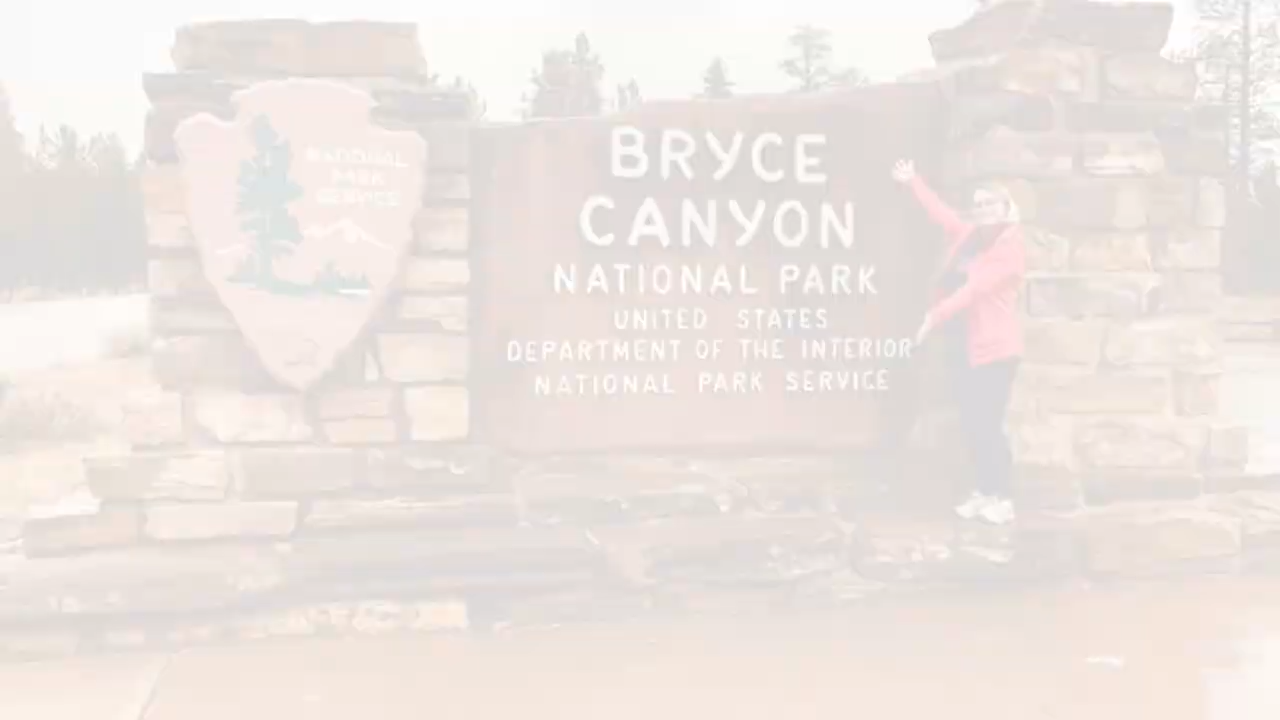 NATIONAL
PARK
SERVICE
BRYCE
CANYON
NATIONAL PARK
UNITED STATES
DEPARTMENT OF THE INTERIOR
NATIONAL PARK SERVICE